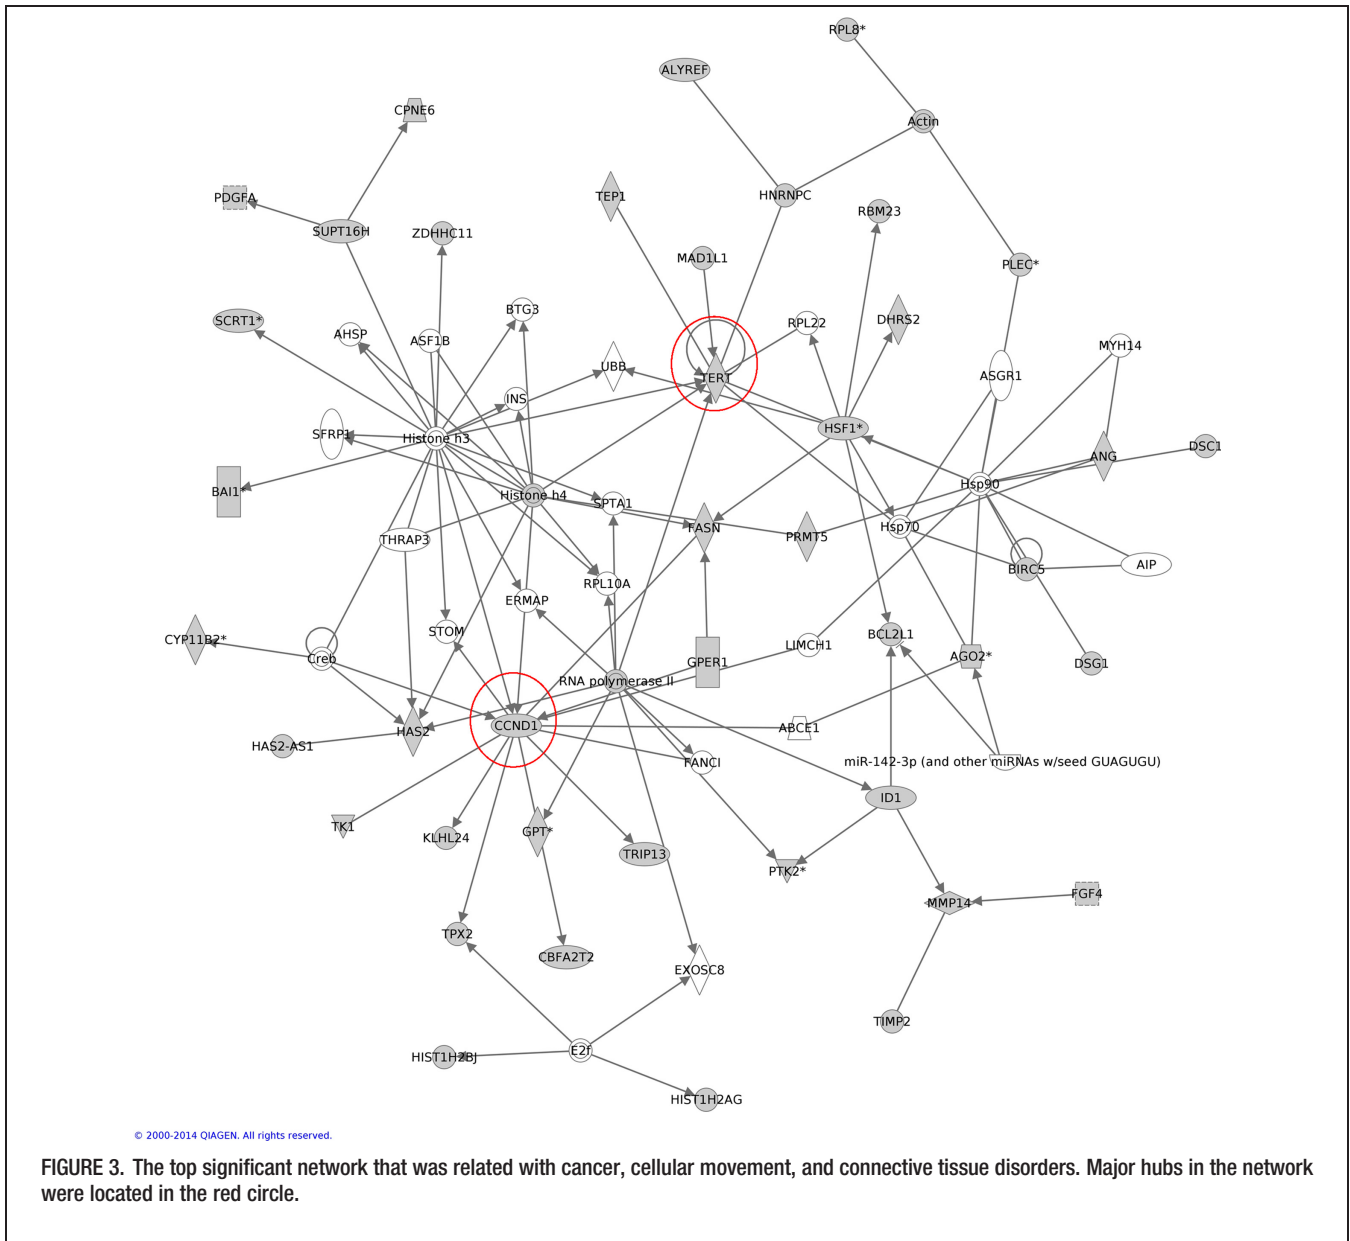 RPL8*
ALYREF
CPNE6
Actin
PDGFA
TEP1
HNRNPC
RBM23
SUPT16H
ZDHHC11
MAD1L1
PLEC*
SCRT1*
AHSP
ASF1B
BTG3
RPL22
DHRS2
MYH14
UBB
TERT
ASGR1
INS
SFRP1
Histone h3
HSF1*
DSC1
ANG
BAI1*
Histone h4
SPTA1
Hsp90
FASN
PRMT5
Hsp70
THRAP3
BIRC5
AIP
RPL10A
ERMAP
CYP11B2*
STOM
BCL2L1
LIMCH1
Creb
GPER1
AGO2*
DSG1
RNA polymerase II
CCND1
ABCE1
HAS2
HAS2-AS1
FANCI
miR-142-3p (and other miRNAs w/seed GUAGUGU)
ID1
TK1
KLHL24
GPT*
TRIP13
PTK2*
MMP14
FGF4
TPX2
CBFA2T2
EXOSC8
TIMP2
HIST1H2BJ
E2f
HIST1H2AG
© 2000-2014 QIAGEN. All rights reserved.
FIGURE 3. The top significant network that was related with cancer, cellular movement, and connective tissue disorders. Major hubs in the network
were located in the red circle.